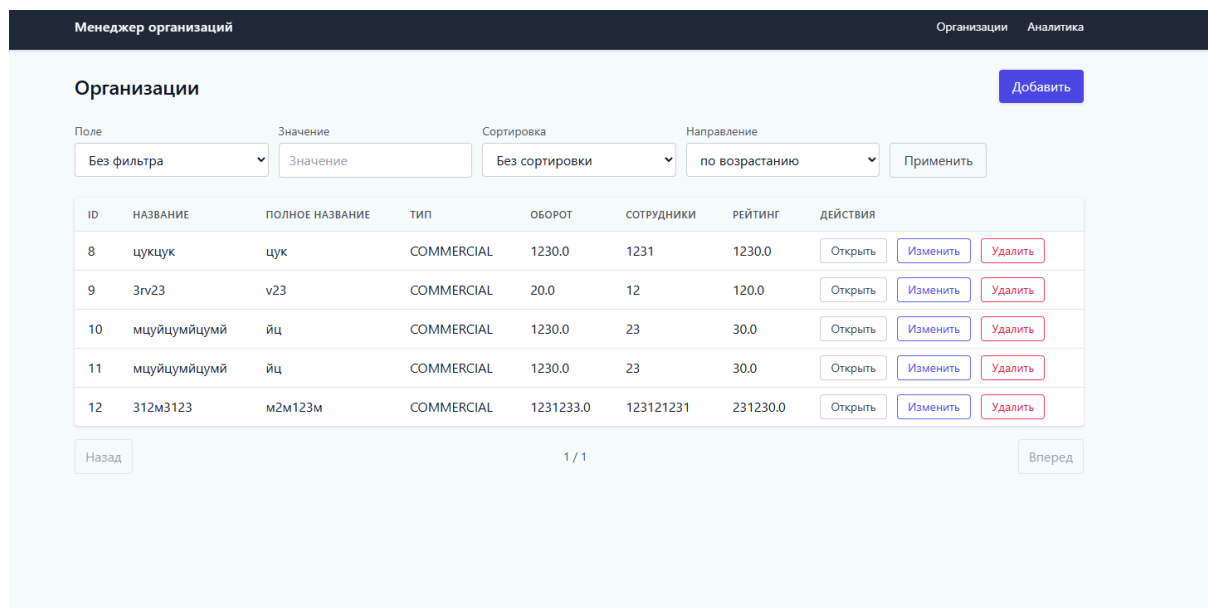 Менеджер организаций Организации Аналитика
Организации Добавить
Поле Значение Сортировка Направление
Без фильтра Значение Без сортировки по возрастанию Применить
ID НАЗВАНИЕ ПОЛНОЕ НАЗВАНИЕ ТИП ОБОРОТ СОТРУДНИКИ РЕЙТИНГ ДЕЙСТВИЯ
8 цукцук цук COMMERCIAL 1230.0 1231 1230.0 Открыть Изменить Удалить
9 3rv23 v23 COMMERCIAL 20.0 12 120.0 Открыть Изменить Удалить
10 мцуйцумйцумй йц COMMERCIAL 1230.0 23 30.0 Открыть Изменить Удалить
11 мцуйцумйцумй йц COMMERCIAL 1230.0 23 30.0 Открыть Изменить Удалить
12 312м3123 м2м123м COMMERCIAL 1231233.0 123121231 231230.0 Открыть Изменить Удалить
Назад 1 / 1 Вперед